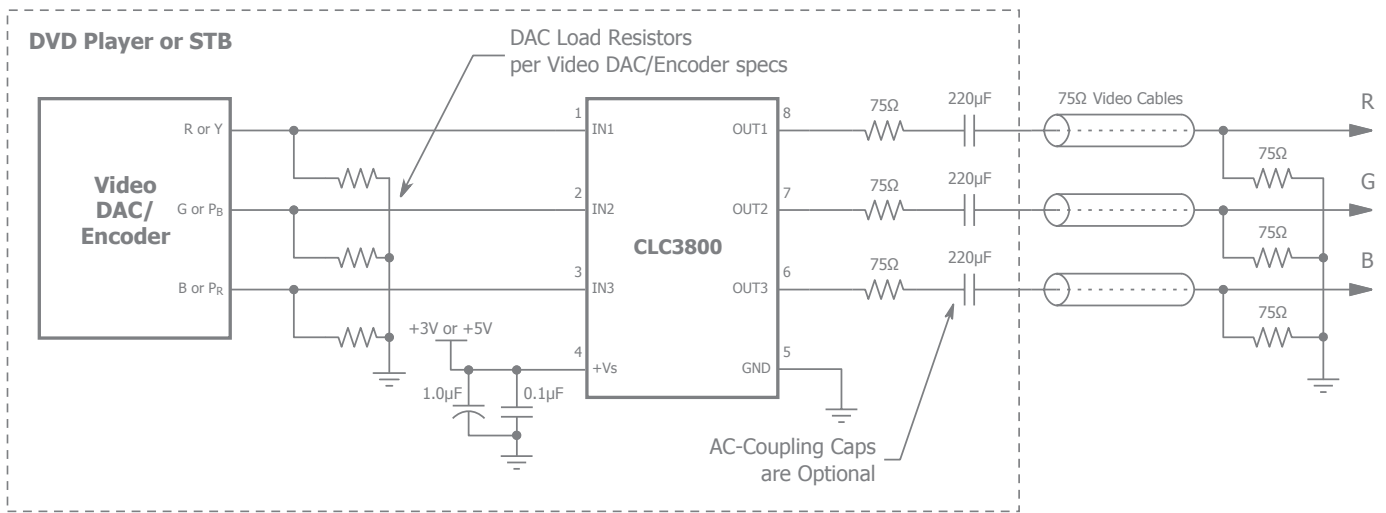 DVD Player or STB
DAC Load Resistors
per Video DAC/Encoder specs
Video
DAC/
Encoder
R or Y
G or PB
B or PR
1
IN1
2
IN2
3
IN3
4
+Vs
CLC3800
8
OUT1
7
OUT2
6
OUT3
5
GND
+3V or +5V
1.0µF
0.1µF
75Ω
220µF
75Ω
220µF
75Ω
220µF
AC-Coupling Caps
are Optional
75Ω Video Cables
R
75Ω
G
75Ω
B
75Ω